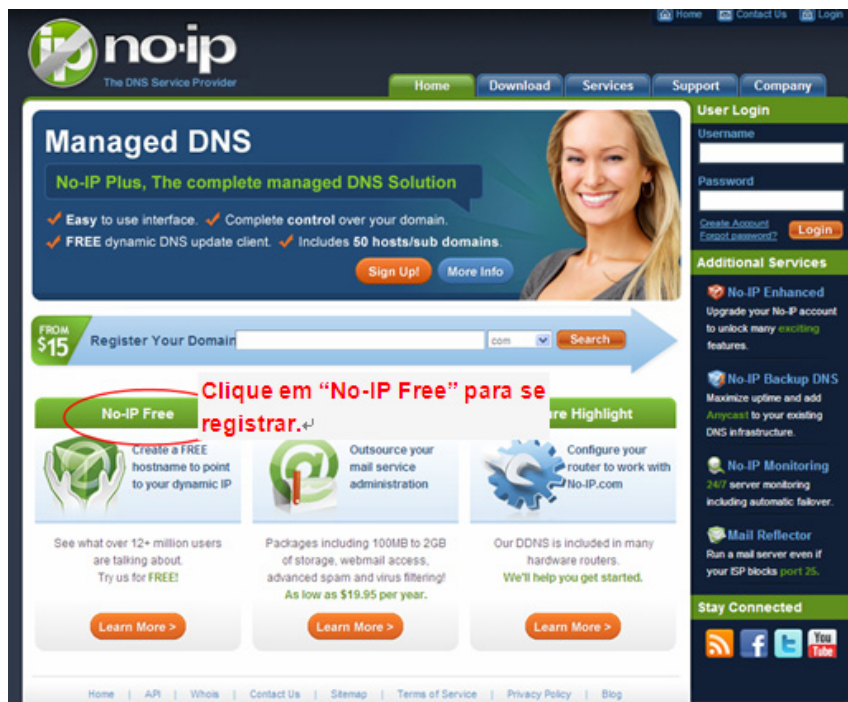 Home Contact Us Login
no·ip
The DNS Service Provider
Home Download Services Support Company
Managed DNS
No-IP Plus, The complete managed DNS Solution
Easy to use interface. Complete control over your domain.
FREE dynamic DNS update client. Includes 50 hosts/sub domains.
Sign Up! More Info
FROM
$15
Register Your Domain
com
Search
Clique em “No-IP Free” para se
registrar.↵
No-IP Free
Create a FREE
hostname to point
to your dynamic IP
See what over 12+ million users
are talking about.
Try us for FREE!
Learn More >
Outsource your
mail service
administration
Packages including 100MB to 2GB
of storage, webmail access,
advanced spam and virus filtering!
As low as $19.95 per year.
Learn More >
re Highlight
Configure your
router to work with
No-IP.com
Our DDNS is included in many
hardware routers.
We'll help you get started.
Learn More >
User Login
Username
Password
Create Account
Forgot password?
Login
Additional Services
No-IP Enhanced
Upgrade your No-IP account
to unlock many exciting
features.
No-IP Backup DNS
Maximize uptime and add
Anycast to your existing
DNS infrastructure.
No-IP Monitoring
24/7 server monitoring
including automatic failover.
Mail Reflector
Run a mail server even if
your ISP blocks port 25.
Stay Connected
You
Tube
Home | API | Whois | Contact Us | Sitemap | Terms of Service | Privacy Policy | Blog